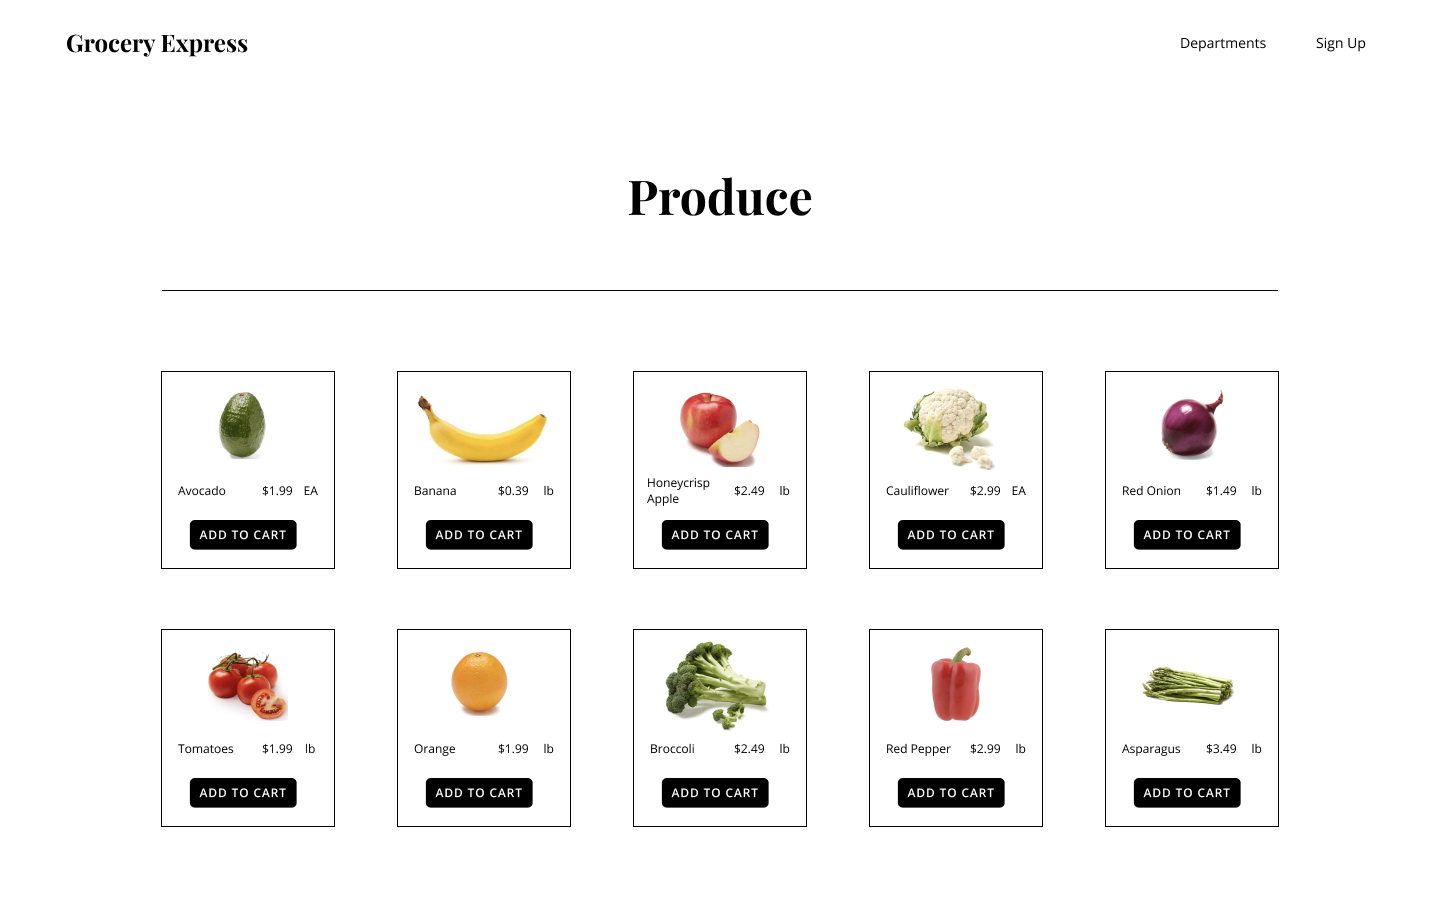 Grocery Express
Departments
Sign Up
Produce
Avocado $1.99 EA
ADD TO CART
Banana $0.39 lb
ADD TO CART
Honeycrisp
Apple $2.49 lb
ADD TO CART
Cauliflower $2.99 EA
ADD TO CART
Red Onion $1.49 lb
ADD TO CART
Tomatoes $1.99 lb
ADD TO CART
Orange $1.99 lb
ADD TO CART
Broccoli $2.49 lb
ADD TO CART
Red Pepper $2.99 lb
ADD TO CART
Asparagus $3.49 lb
ADD TO CART